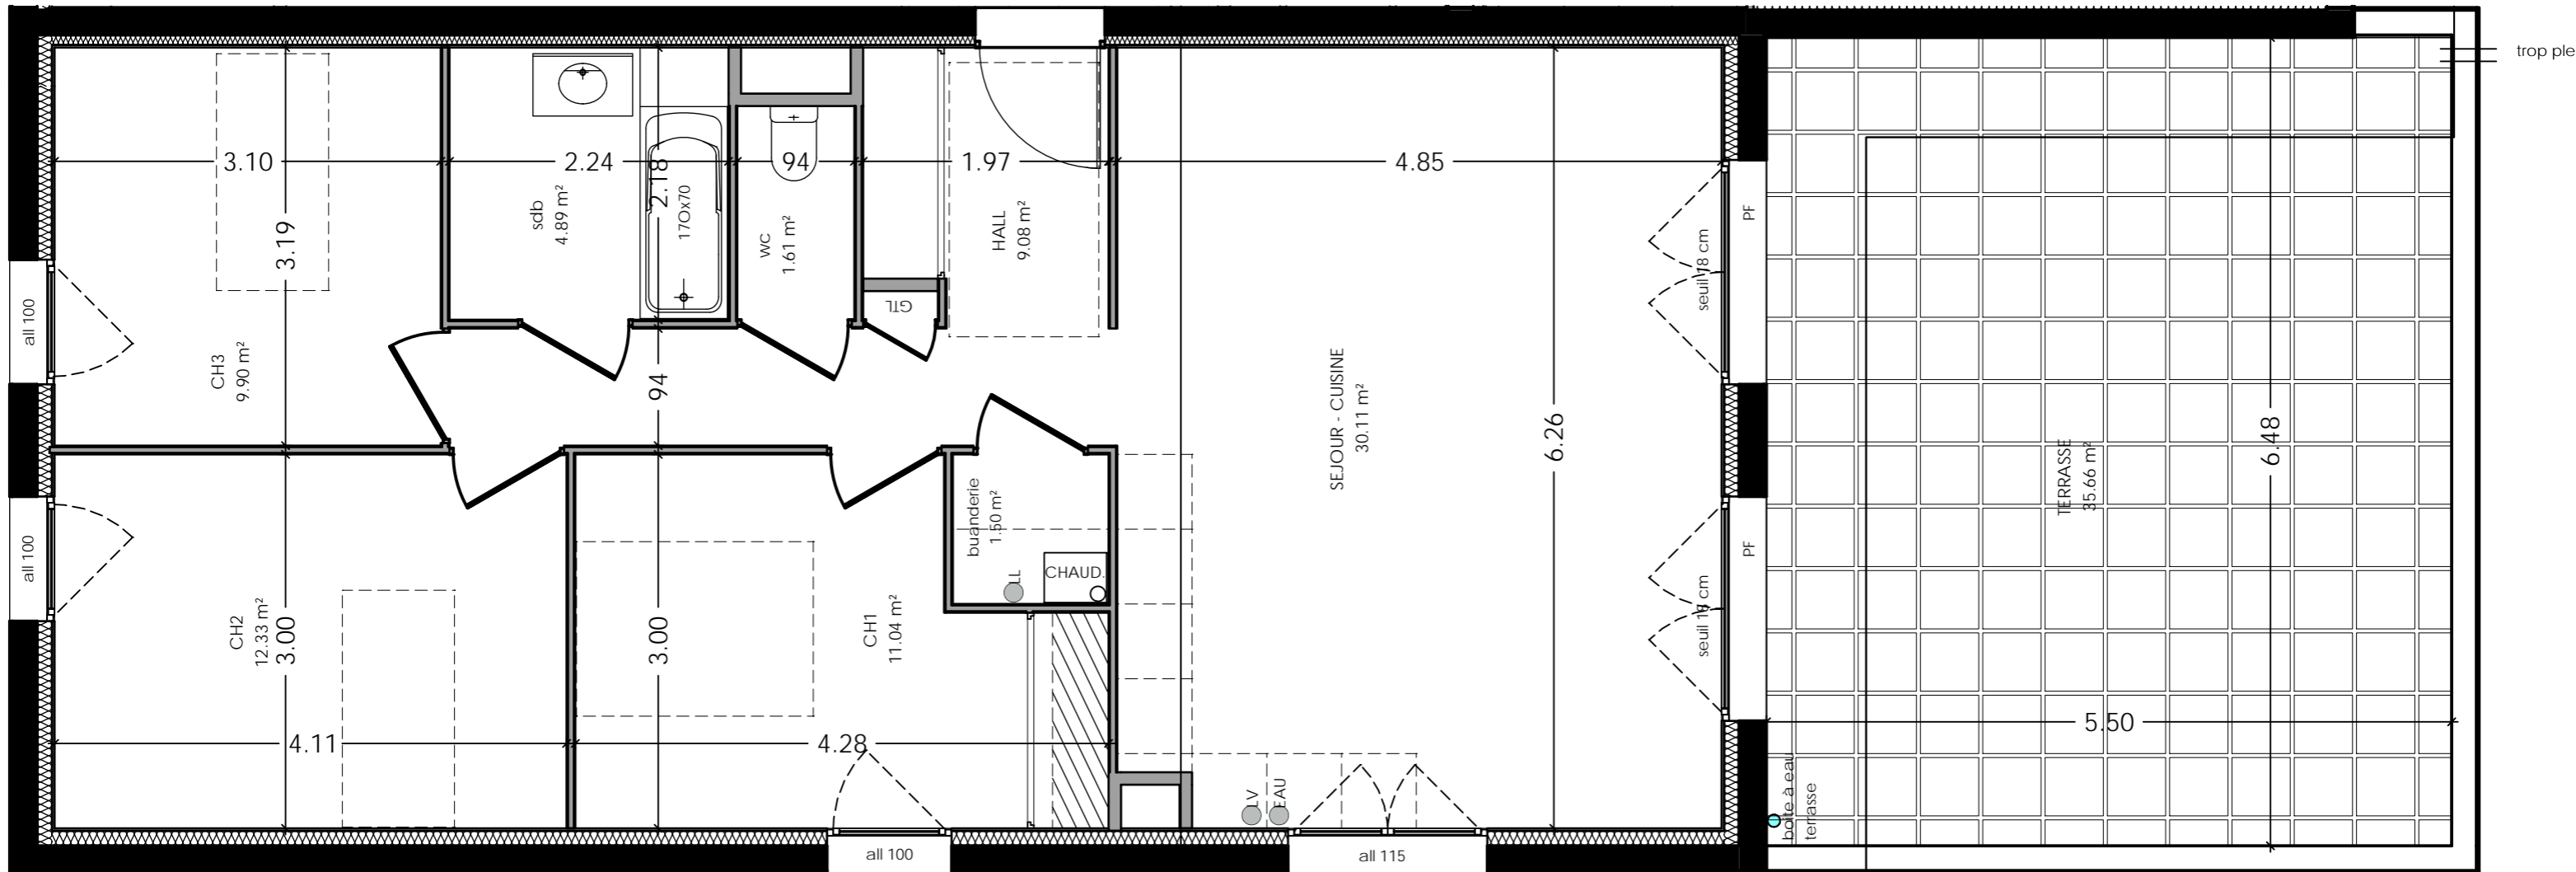 trop ple
3.10
2.24
94
1.97
4.85
2.18
170x70
sdb
4.89 m²
wc
1.61 m²
HALL
9.08 m²
GTL
3.19
CH3
9.90 m²
all 100
94
PF
seuil 18 cm
SEJOUR - CUISINE
30.11 m²
6.26
TERRASSE
35.66 m²
6.48
all 100
buanderie
1.50 m²
LL
CHAUD.
CH2
12.33 m²
3.00
3.00
CH1
11.04 m²
PF
seuil 18 cm
4.11
4.28
5.50
LV
EAU
boîte à eau
terrasse
all 100
all 115